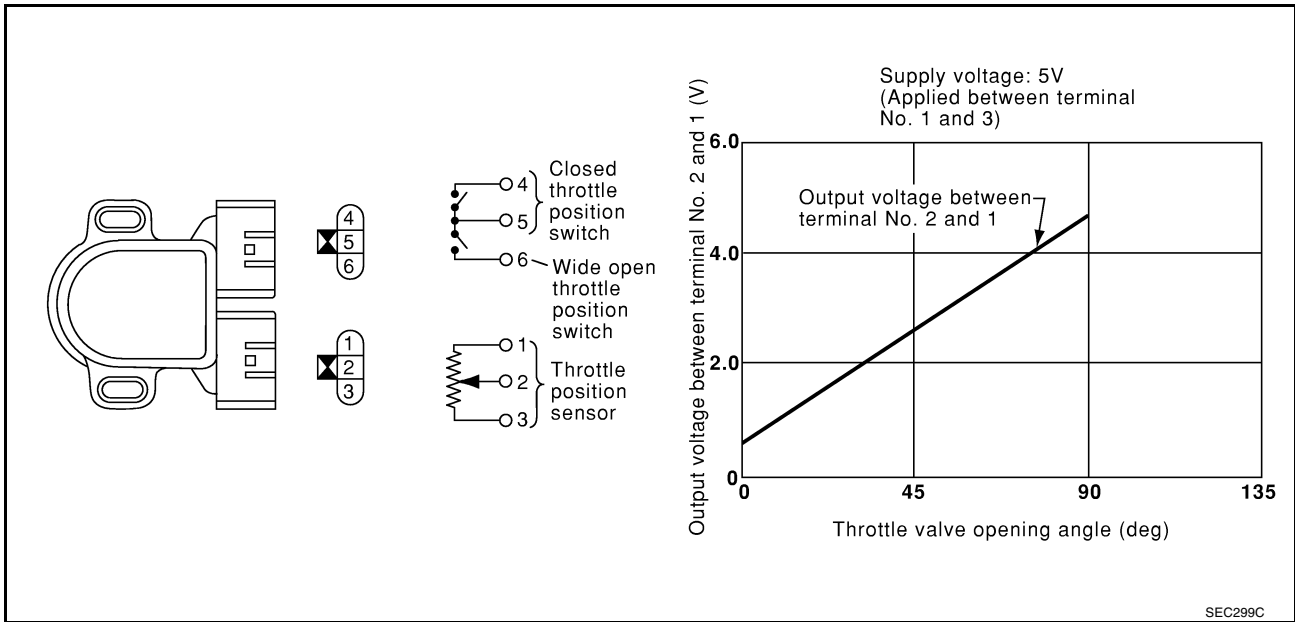 4
5
6
1
2
3
4
5
6
Closed
throttle
position
switch
Wide open
throttle
position
switch
1
2
3
Throttle
position
sensor
Supply voltage: 5V
(Applied between terminal
No. 1 and 3)
Output voltage between terminal No. 2 and 1 (V)
6.0
4.0
2.0
0
Output voltage between
terminal No. 2 and 1
0 45 90 135
Throttle valve opening angle (deg)
SEC299C